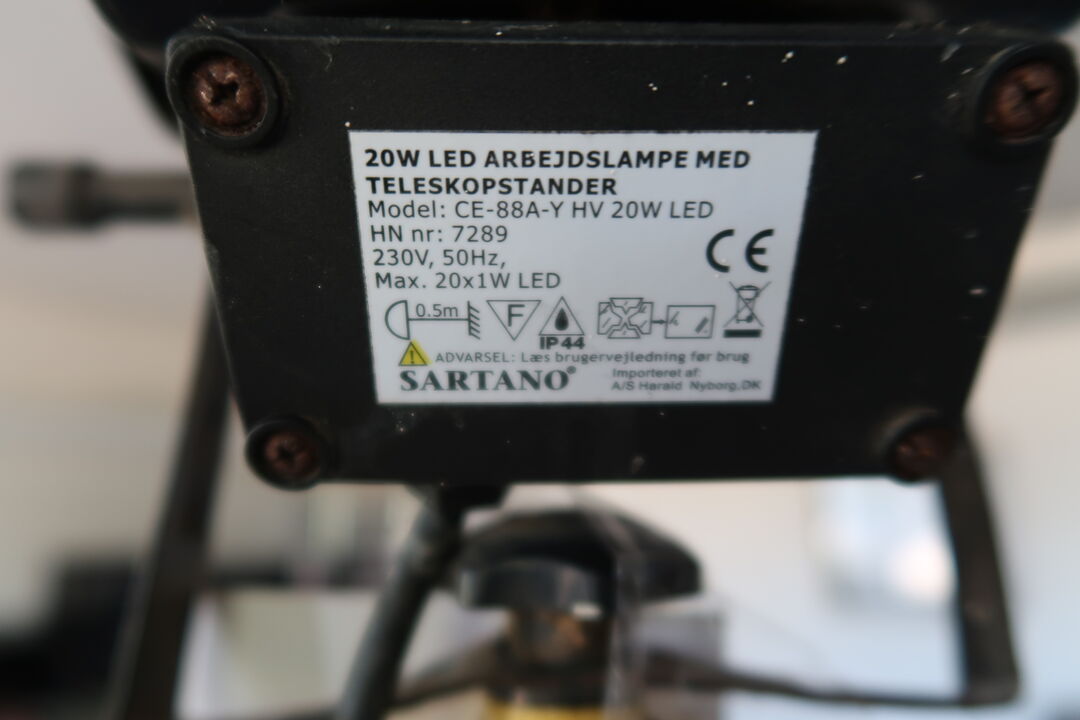 20W LED ARBEJDSLAMPE MED
TELESKOPSTANDER
Model: CE-88A-Y HV 20W LED
HN nr: 7289
230V, 50Hz,
Max. 20x1W LED
CE
0.5m
F
IP44
ADVARSEL: Læs brugervejledning før brug
SARTANO®
Importeret af:
A/S Harald Nyborg,DK